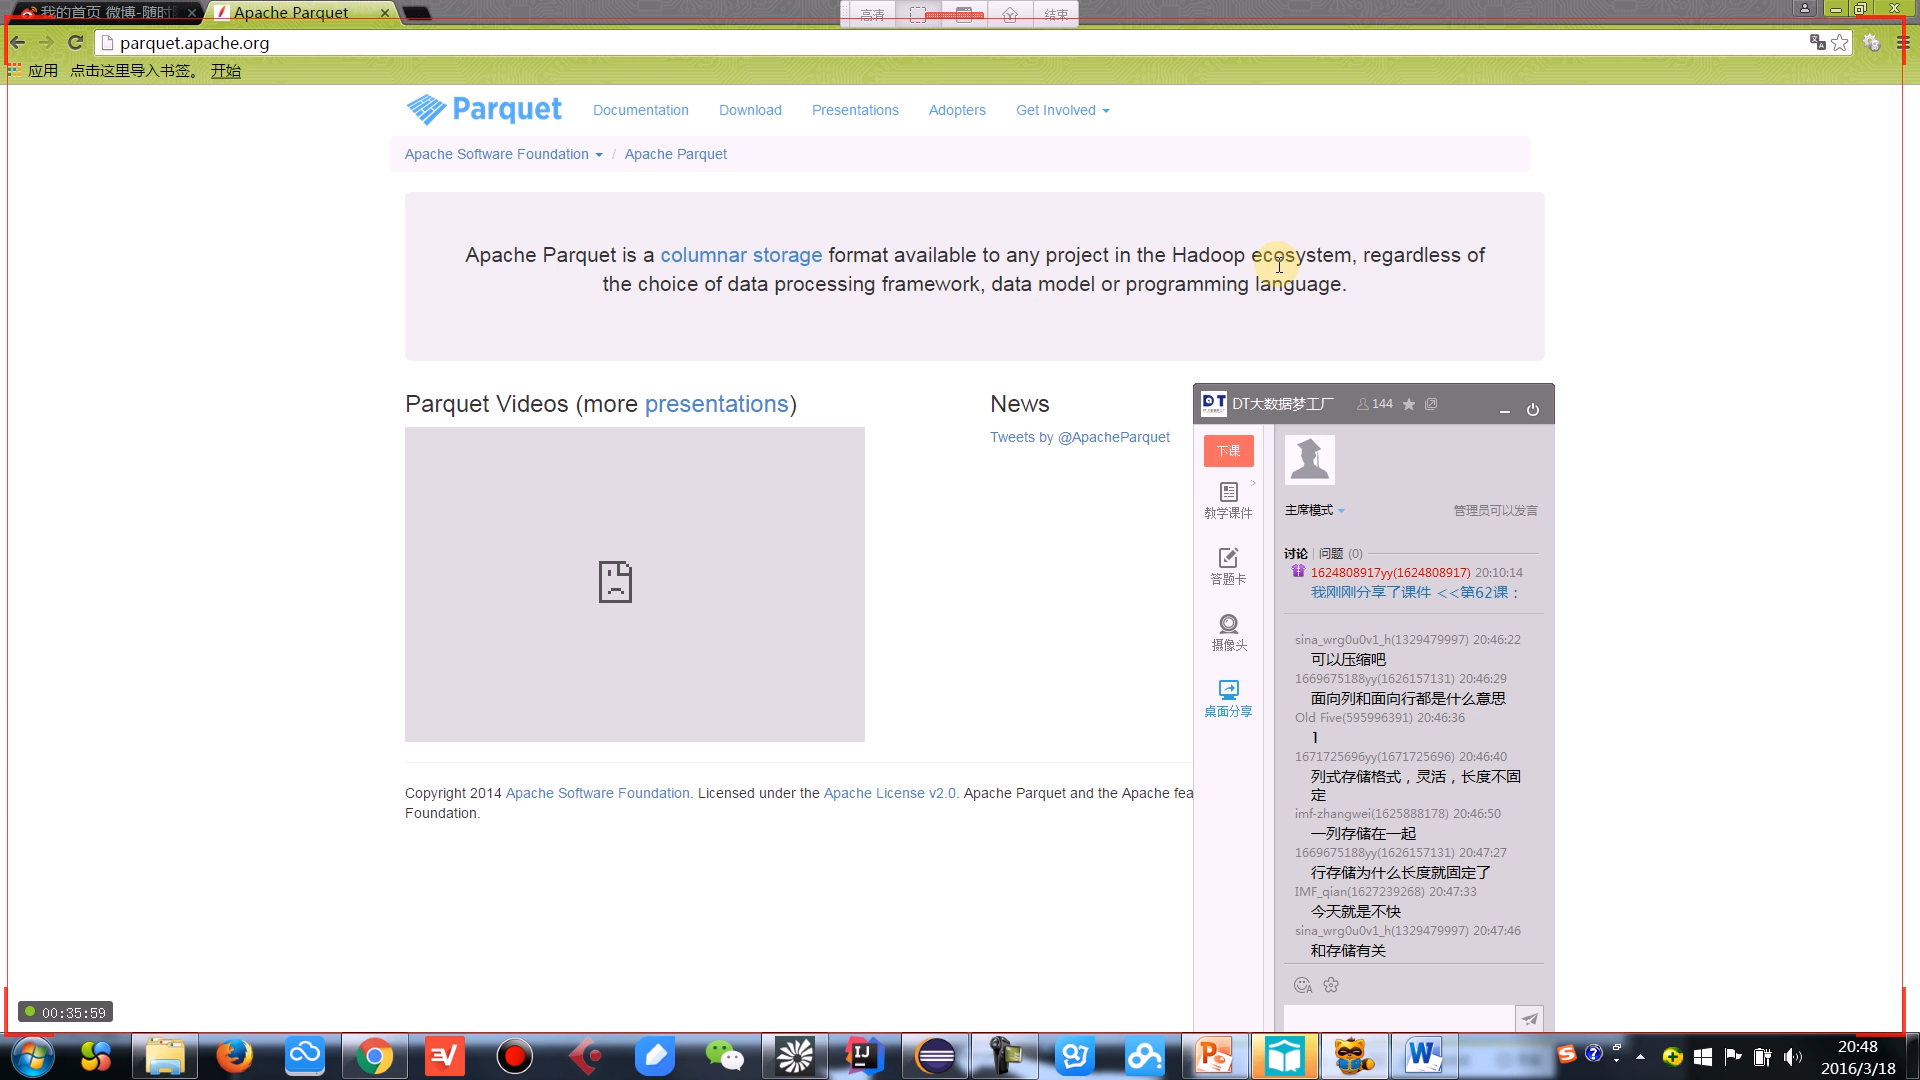 我的首页 微博-随时
Apache Parquet
高清
结束
parquet.apache.org
应用 点击这里导入书签。 开始
Parquet Documentation Download Presentations Adopters Get Involved
Apache Software Foundation / Apache Parquet
Apache Parquet is a columnar storage format available to any project in the Hadoop ecosystem, regardless of
the choice of data processing framework, data model or programming language.
Parquet Videos (more presentations)
News
Tweets by @ApacheParquet
Copyright 2014 Apache Software Foundation. Licensed under the Apache License v2.0. Apache Parquet and the Apache fea
Foundation.
DT DT大数据梦工厂 144
下课
教学课件
答题卡
摄像头
桌面分享
主席模式 管理员可以发言
讨论 | 问题 (0)
1624808917yy(1624808917) 20:10:14
我刚刚分享了课件 <<第62课：
sina_wrg0u0v1_h(1329479997) 20:46:22
可以压缩吧
1669675188yy(1626157131) 20:46:29
面向列和面向行都是什么意思
Old Five(595996391) 20:46:36
1
1671725696yy(1671725696) 20:46:40
列式存储格式，灵活，长度不固
定
imf-zhangwei(1625888178) 20:46:50
一列存储在一起
1669675188yy(1626157131) 20:47:27
行存储为什么长度就固定了
IMF_qian(1627239268) 20:47:33
今天就是不快
sina_wrg0u0v1_h(1329479997) 20:47:46
和存储有关
00:35:59
20:48
2016/3/18